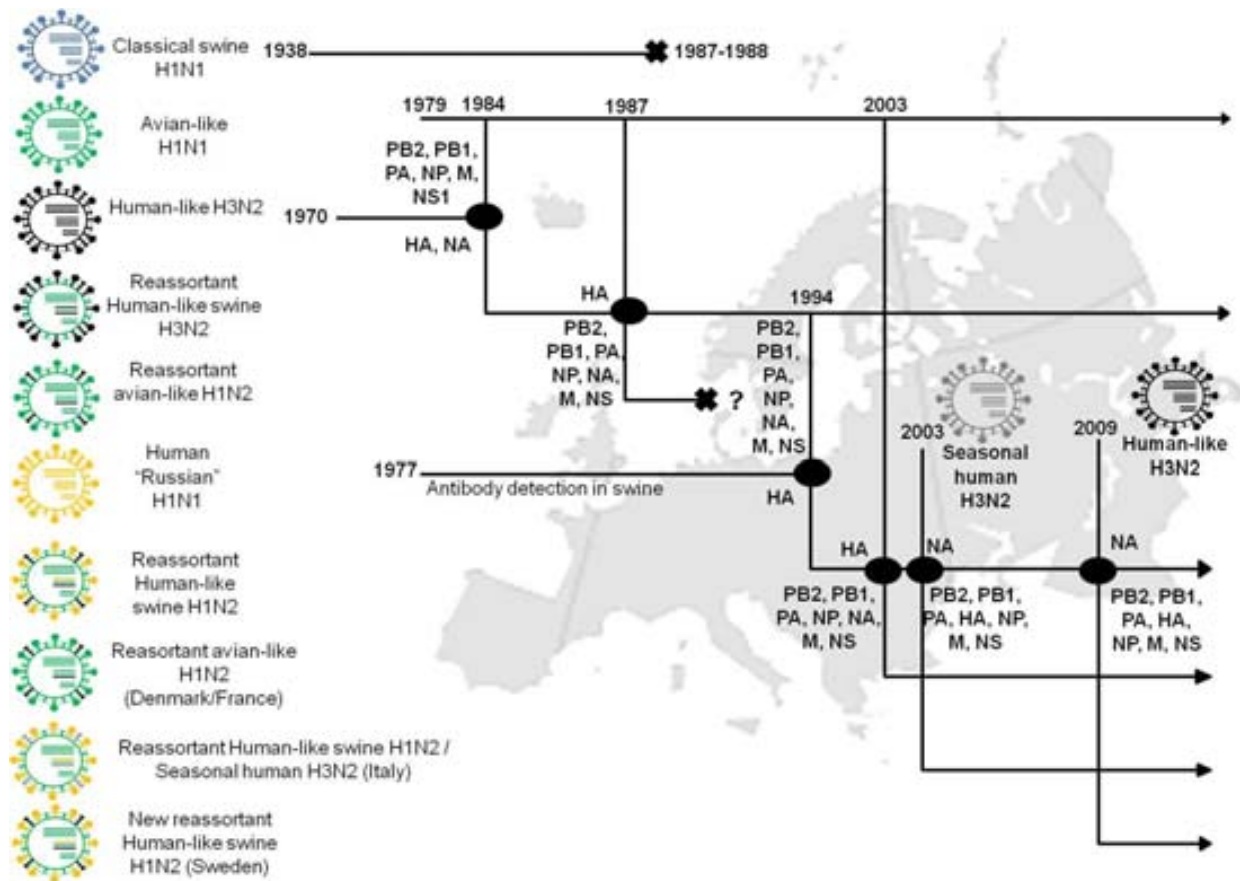 Classical swine
H1N1
1938
1987-1988
Avian-like
H1N1
1979 1984
1987
2003
PB2, PB1,
PA, NP, M,
NS1
Human-like H3N2
1970
HA, NA
Reassortant
Human-like swine
H3N2
HA
1994
PB2,
PB1, PA,
NP, NA,
M, NS
PB2,
PB1,
PA,
NP,
NA,
M, NS
Reassortant
avian-like H1N2
?
2003
Seasonal
human
H3N2
2009
Human-like
H3N2
Human
"Russian"
H1N1
1977
Antibody detection in swine
HA
Reassortant
Human-like
swine H1N2
HA
NA
NA
PB2, PB1,
PA, NP, NA,
M, NS
PB2, PB1,
PA, HA, NP,
M, NS
PB2, PB1,
PA, HA,
NP, M, NS
Reasortant avian-like
H1N2
(Denmark/France)
Reassortant Human-like swine H1N2 /
Seasonal human H3N2 (Italy)
New reassortant
Human-like swine
H1N2 (Sweden)